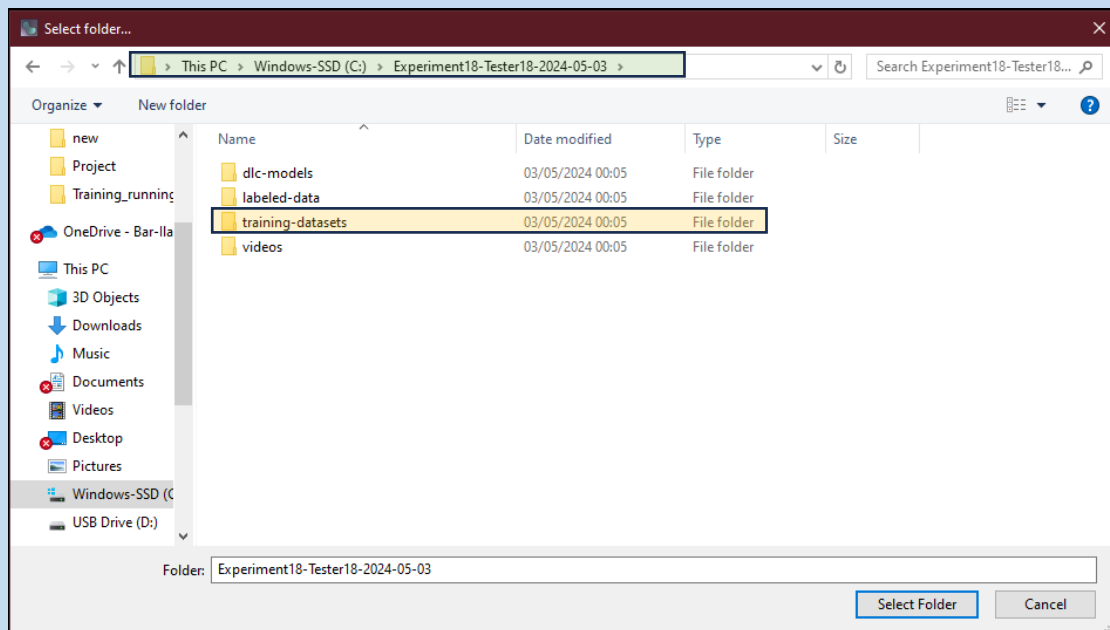 Select folder...
This PC > Windows-SSD (C:) > Experiment18-Tester18-2024-05-03 >
Search Experiment18-Tester18...
Organize
New folder
new
Project
Training_running
OneDrive - Bar-Ila
This PC
3D Objects
Downloads
Music
Documents
Videos
Desktop
Pictures
Windows-SSD (C
USB Drive (D:)
Name Date modified Type Size
dlc-models 03/05/2024 00:05 File folder
labeled-data 03/05/2024 00:05 File folder
training-datasets 03/05/2024 00:05 File folder
videos 03/05/2024 00:05 File folder
Folder: Experiment18-Tester18-2024-05-03
Select Folder
Cancel